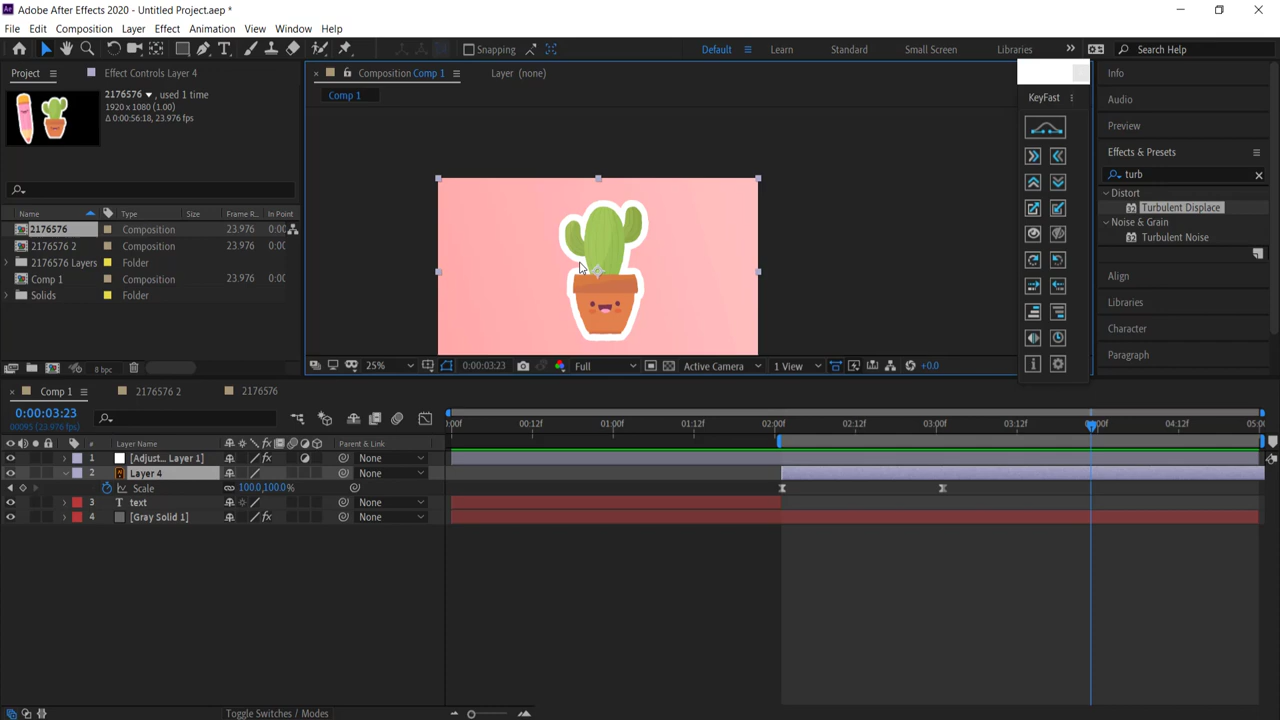 Adobe After Effects 2020 - Untitled Project.aep *
File Edit Composition Layer Effect Animation View Window Help
Snapping
Default
Learn
Standard
Small Screen
Libraries
Search Help
Project
Effect Controls Layer 4
Composition Comp 1
Layer (none)
Comp 1
2176576, used 1 time
1920 x 1080 (1.00)
Δ 0:00:56:18, 23.976 fps
Name Type Size Frame R... In Point
2176576 Composition 23.976 0:00
2176576 2 Composition 23.976 0:00
2176576 Layers Folder
Comp 1 Composition 23.976 0:00
Solids Folder
8 bpc
25%
0:00:03:23
Full
Active Camera
1 View
+0.0
KeyFast
Info
Audio
Preview
Effects & Presets
turb
Distort
Turbulent Displace
Noise & Grain
Turbulent Noise
Align
Libraries
Character
Paragraph
Comp 1
2176576 2
2176576
0:00:03:23
00095 (23.976 fps)
:00f 00:12f 01:00f 01:12f 02:00f 02:12f 03:00f 03:12f 04:12f 05:0
# Layer Name Parent & Link
1 [Adjust... Layer 1] None
2 Layer 4 None
Scale 100.0,100.0%
3 T text None
4 [Gray Solid 1] None
Toggle Switches / Modes